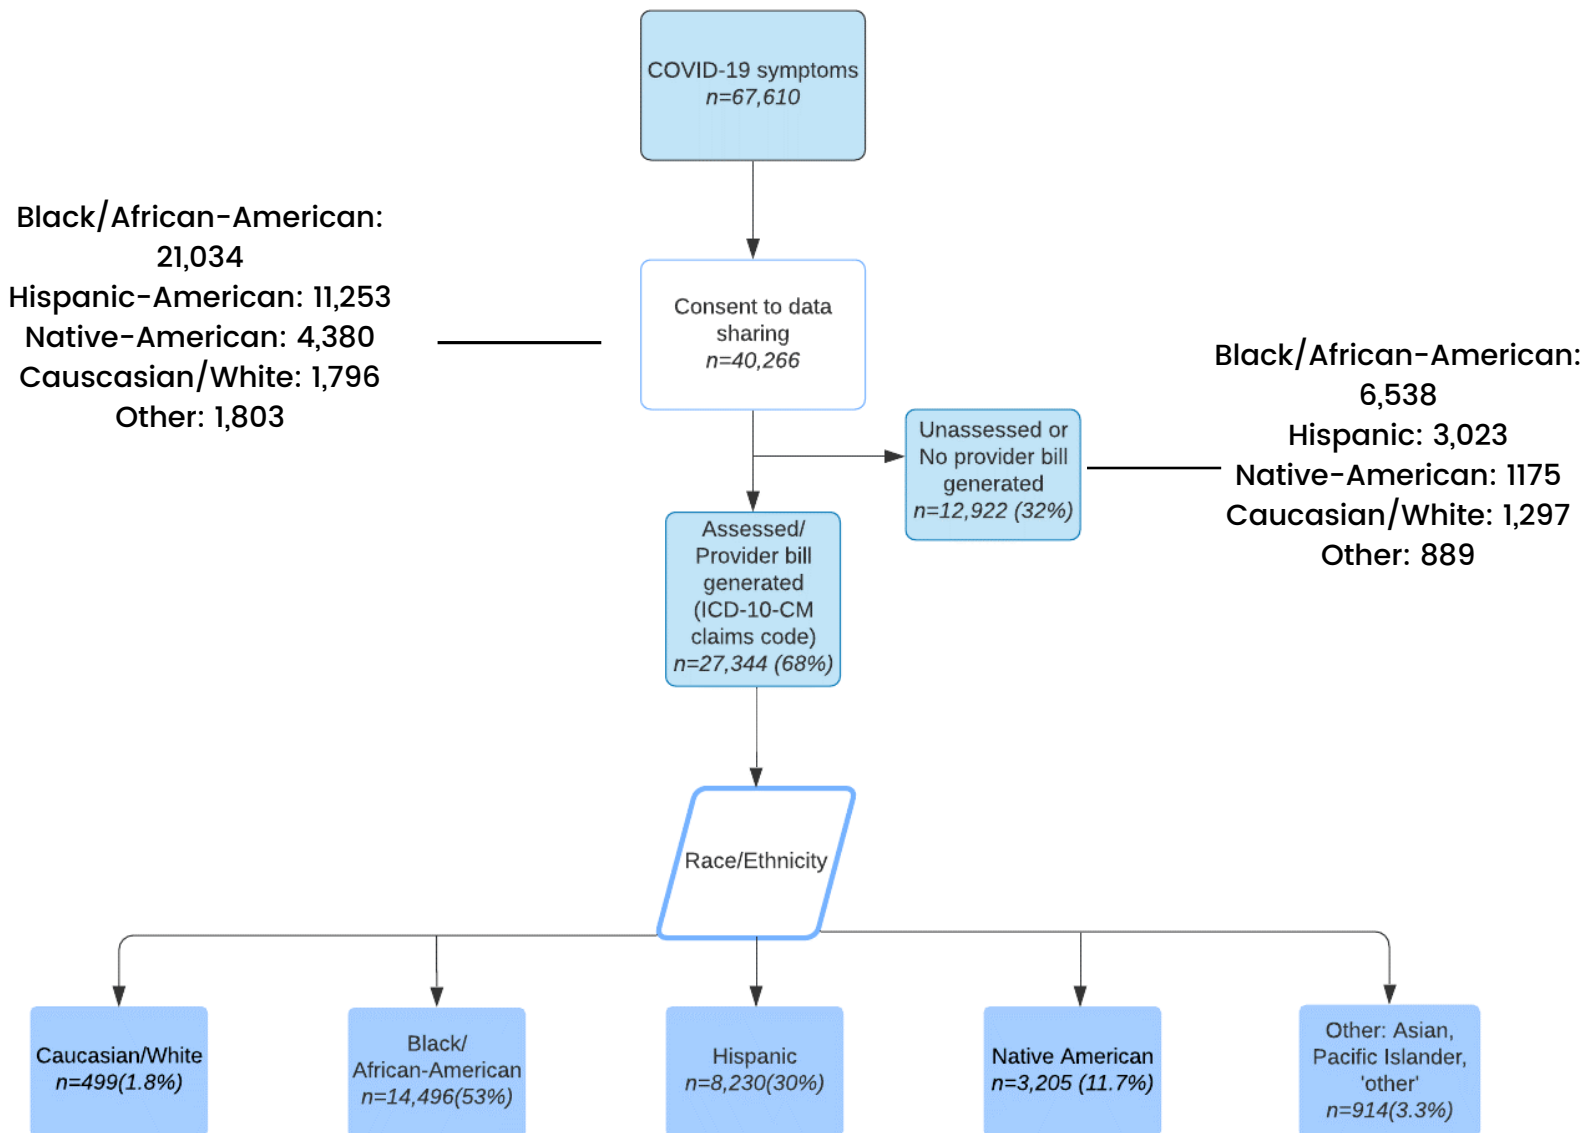 COVID-19 symptoms
n=67,610
Black/African-American:
21,034
Hispanic-American: 11,253
Native-American: 4,380
Causcasian/White: 1,796
Other: 1,803
Consent to data
sharing
n=40,266
Black/African-American:
6,538
Hispanic: 3,023
Native-American: 1175
Caucasian/White: 1,297
Other: 889
Unassessed or
No provider bill
generated
n=12,922 (32%)
Assessed/
Provider bill
generated
(ICD-10-CM
claims code)
n=27,344 (68%)
Race/Ethnicity
Caucasian/White
n=499(1.8%)
Black/
African-American
n=14,496(53%)
Hispanic
n=8,230(30%)
Native American
n=3,205 (11.7%)
Other: Asian,
Pacific Islander,
'other'
n=914(3.3%)